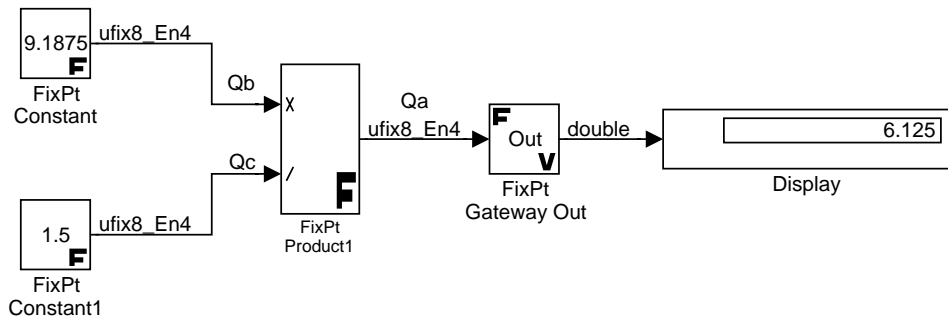 9.1875
F
ufix8_En4
FixPt
Constant
Qb
X
Qc
/
F
FixPt
Product1
1.5
F
ufix8_En4
FixPt
Constant1
Qa
ufix8_En4
F
Out
V
FixPt
Gateway Out
double
6.125
Display